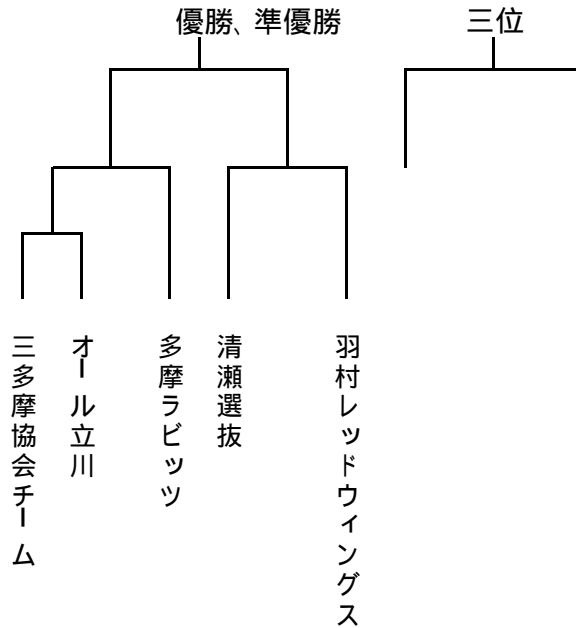 優勝、準優勝
三位
三多摩協会チーム
オール立川
多摩ラビッツ
清瀬選抜
羽村レッドウィングス